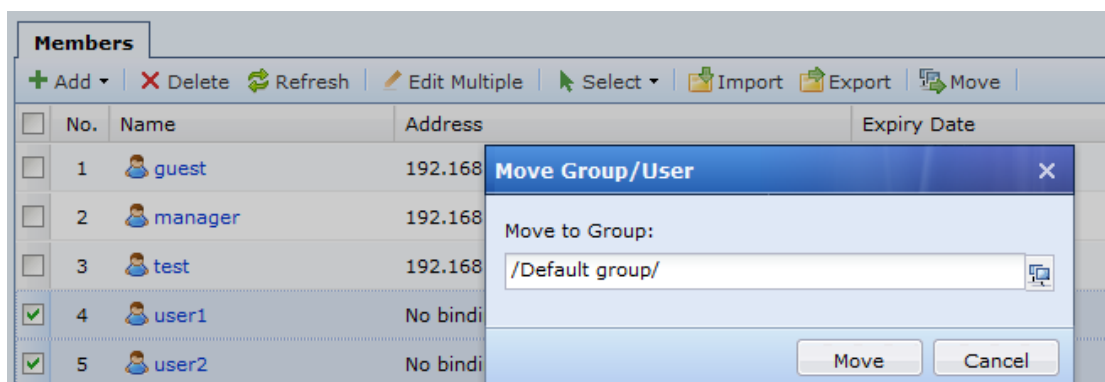 Members
Add Delete Refresh Edit Multiple Select Import Export Move
No. Name Address Expiry Date
1 guest 192.168
2 manager 192.168
3 test 192.168
4 user1 No bindi
5 user2 No bindi
Move Group/User
Move to Group:
/Default group/
Move Cancel